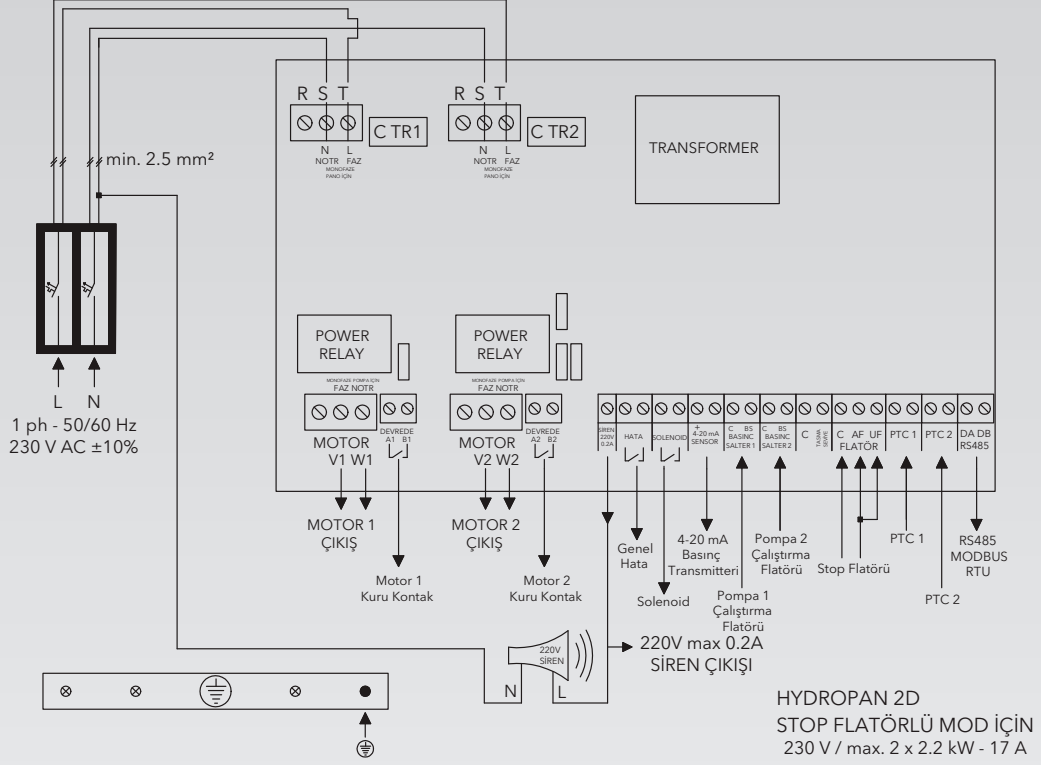 R S T
C TR1
N L
NOTR FAZ
MONOFAZE
PANO İÇİN
R S T
C TR2
N L
NOTR FAZ
MONOFAZE
PANO İÇİN
TRANSFORMER
min. 2.5 mm²
L N
1 ph - 50/60 Hz
230 V AC ±10%
POWER
RELAY
MONOFAZE POMPA İÇİN
FAZ NOTR
MOTOR
V1 W1
DEVREDE
A1 B1
POWER
RELAY
MONOFAZE POMPA İÇİN
FAZ NOTR
MOTOR
V2 W2
DEVREDE
A2 B2
SİREN
220V
0.2A
HATA
SOLENOID
+
4-20 mA
SENSOR
C BS
BASINC
SALTER 1
C BS
BASINC
SALTER 2
C
TASMA
SEVIYE
C AF UF
FLATÖR
PTC 1
PTC 2
DA DB
RS485
MOTOR 1
ÇIKIŞ
Motor 1
Kuru Kontak
MOTOR 2
ÇIKIŞ
Motor 2
Kuru Kontak
Genel
Hata
Solenoid
4-20 mA
Basınç
Transmitteri
Pompa 1
Çalıştırma
Flatörü
Pompa 2
Çalıştırma
Flatörü
Stop Flatörü
PTC 1
PTC 2
RS485
MODBUS
RTU
220V
SİREN
N L
220V max 0.2A
SİREN ÇIKIŞI
HYDROPAN 2D
STOP FLATÖRLÜ MOD İÇİN
230 V / max. 2 x 2.2 kW - 17 A